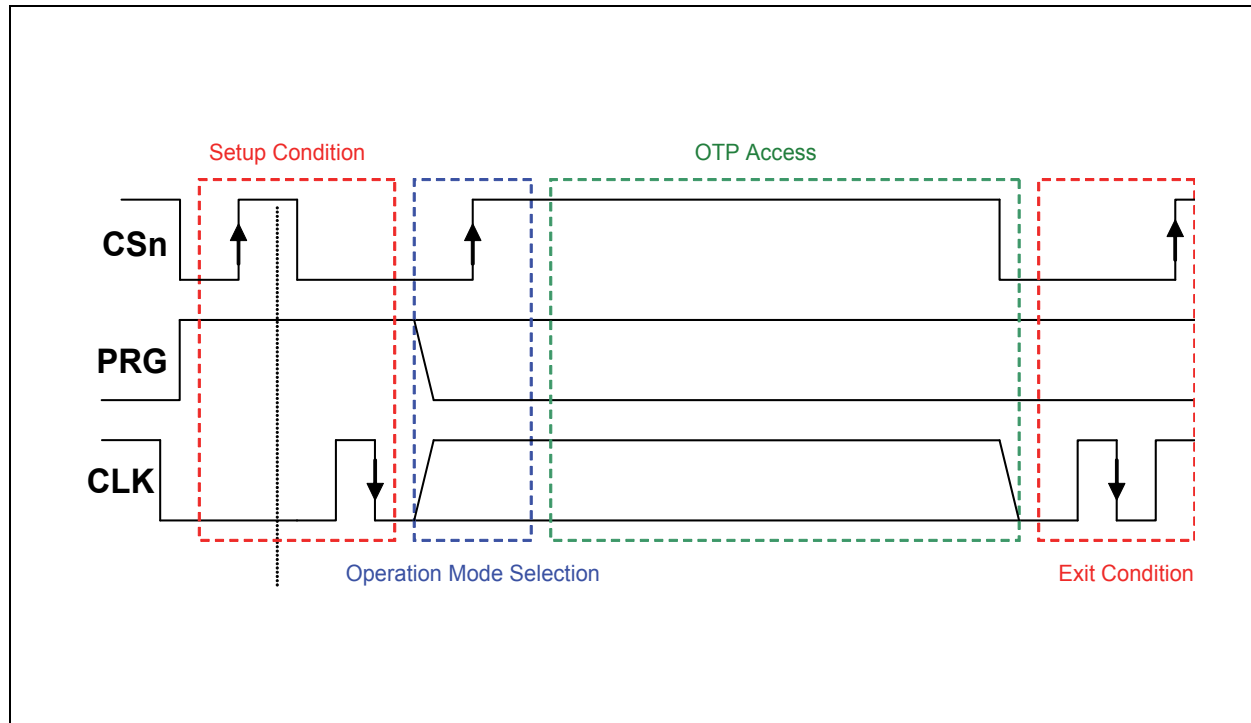 Setup Condition
OTP Access
CSn
PRG
CLK
Operation Mode Selection
Exit Condition